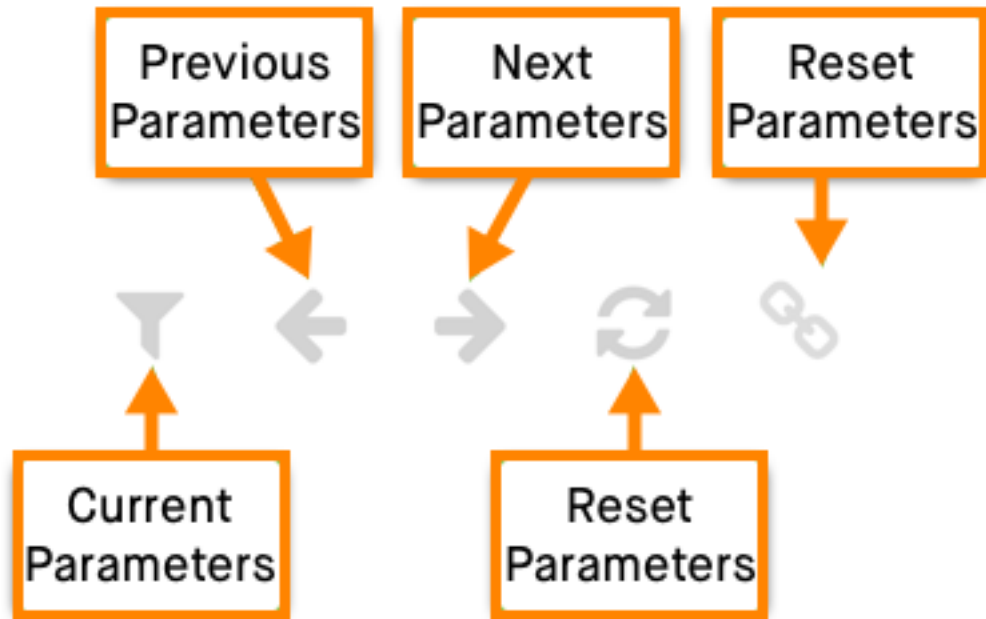 Previous
Parameters
Next
Parameters
Reset
Parameters
Current
Parameters
Reset
Parameters